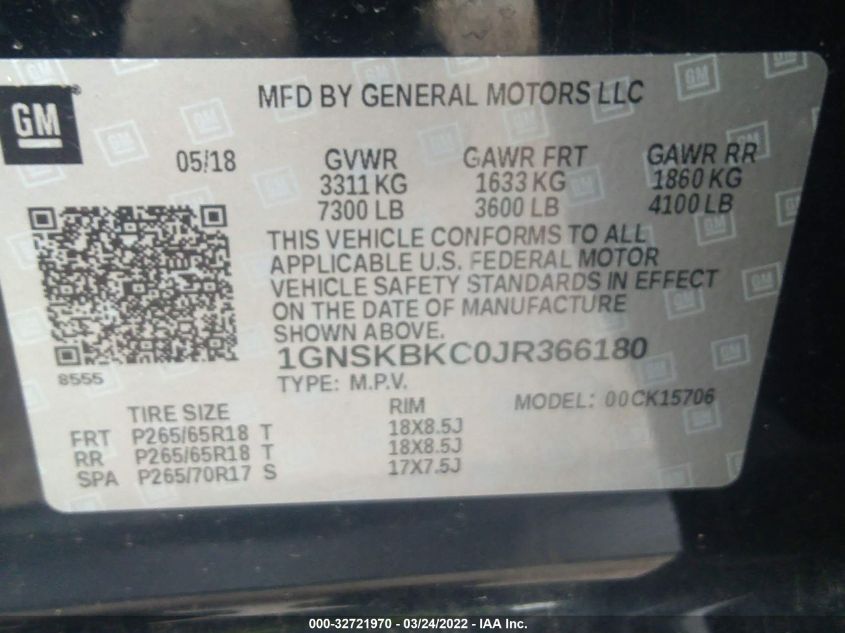 GM
MFD BY GENERAL MOTORS LLC
05/18
GVWR GAWR FRT GAWR RR
3311 KG 1633 KG 1860 KG
7300 LB 3600 LB 4100 LB
THIS VEHICLE CONFORMS TO ALL
APPLICABLE U.S. FEDERAL MOTOR
VEHICLE SAFETY STANDARDS IN EFFECT
ON THE DATE OF MANUFACTURE
SHOWN ABOVE.
1GNSKBKC0JR366180
8555
TYPE: M.P.V.
MODEL: 00CK15706
TIRE SIZE RIM
FRT P265/65R18 T 18X8.5J
RR P265/65R18 T 18X8.5J
SPA P265/70R17 S 17X7.5J
000-32721970 - 03/24/2022 - IAA Inc.